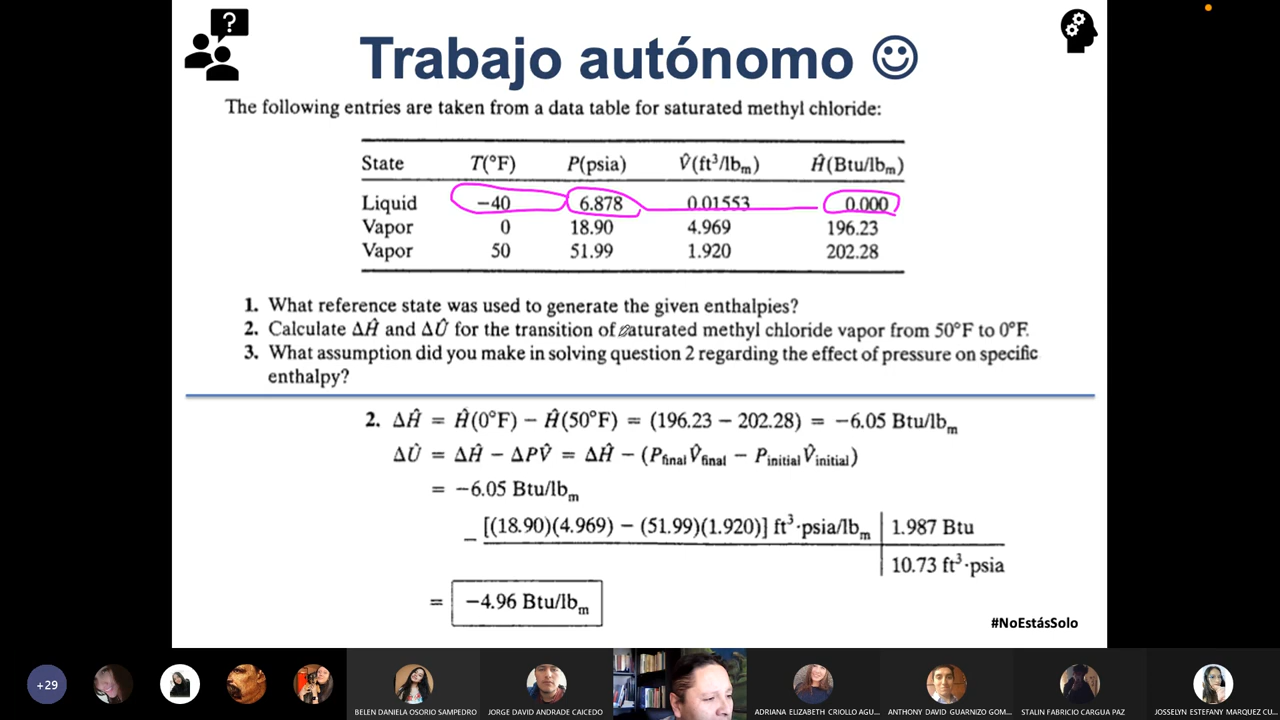 ?
Trabajo autónomo ☺
The following entries are taken from a data table for saturated methyl chloride:
State T(°F) P(psia) V̂(ft³/lbₘ) Ĥ(Btu/lbₘ)
Liquid −40 6.878 0.01553 0.000
Vapor 0 18.90 4.969 196.23
Vapor 50 51.99 1.920 202.28
1. What reference state was used to generate the given enthalpies?
2. Calculate ΔĤ and ΔÛ for the transition of saturated methyl chloride vapor from 50°F to 0°F.
3. What assumption did you make in solving question 2 regarding the effect of pressure on specific
enthalpy?
2. ΔĤ = Ĥ(0°F) − Ĥ(50°F) = (196.23 − 202.28) = −6.05 Btu/lbₘ
ΔÛ = ΔĤ − ΔPV̂ = ΔĤ − (P_final V̂_final − P_initial V̂_initial)
= −6.05 Btu/lbₘ
− [(18.90)(4.969) − (51.99)(1.920)] ft³·psia/lbₘ | 1.987 Btu
10.73 ft³·psia
= −4.96 Btu/lbₘ
#NoEstásSolo
+29
BELEN DANIELA OSORIO SAMPEDRO
JORGE DAVID ANDRADE CAICEDO
ADRIANA ELIZABETH CRIOLLO AGU...
ANTHONY DAVID GUARNIZO GOM...
STALIN FABRICIO CARGUA PAZ
JOSSELYN ESTEFANY MARQUEZ CU...